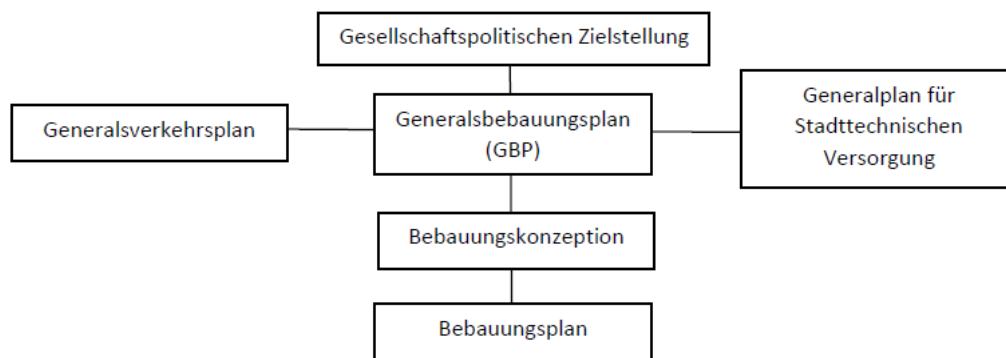 Gesellschaftspolitischen Zielstellung
Generalsverkehrsplan
Generalsbebauungsplan
(GBP)
Generalplan für
Stadttechnischen
Versorgung
Bebauungskonzeption
Bebauungsplan